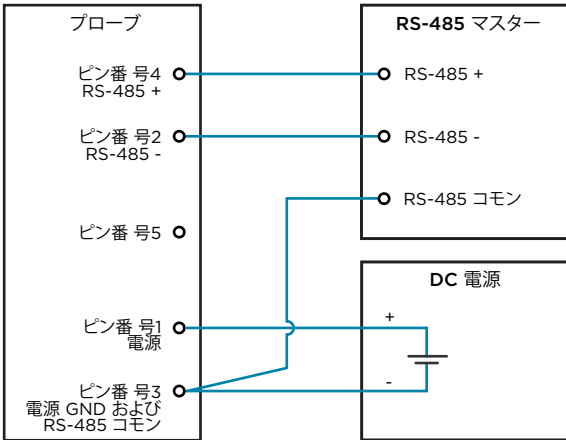 プローブ
ピン番 号4
RS-485 +
ピン番 号2
RS-485 -
ピン番 号5
ピン番 号1
電源
ピン番 号3
電源 GND および
RS-485 コモン
RS-485 マスター
RS-485 +
RS-485 -
RS-485 コモン
DC 電源
+
-